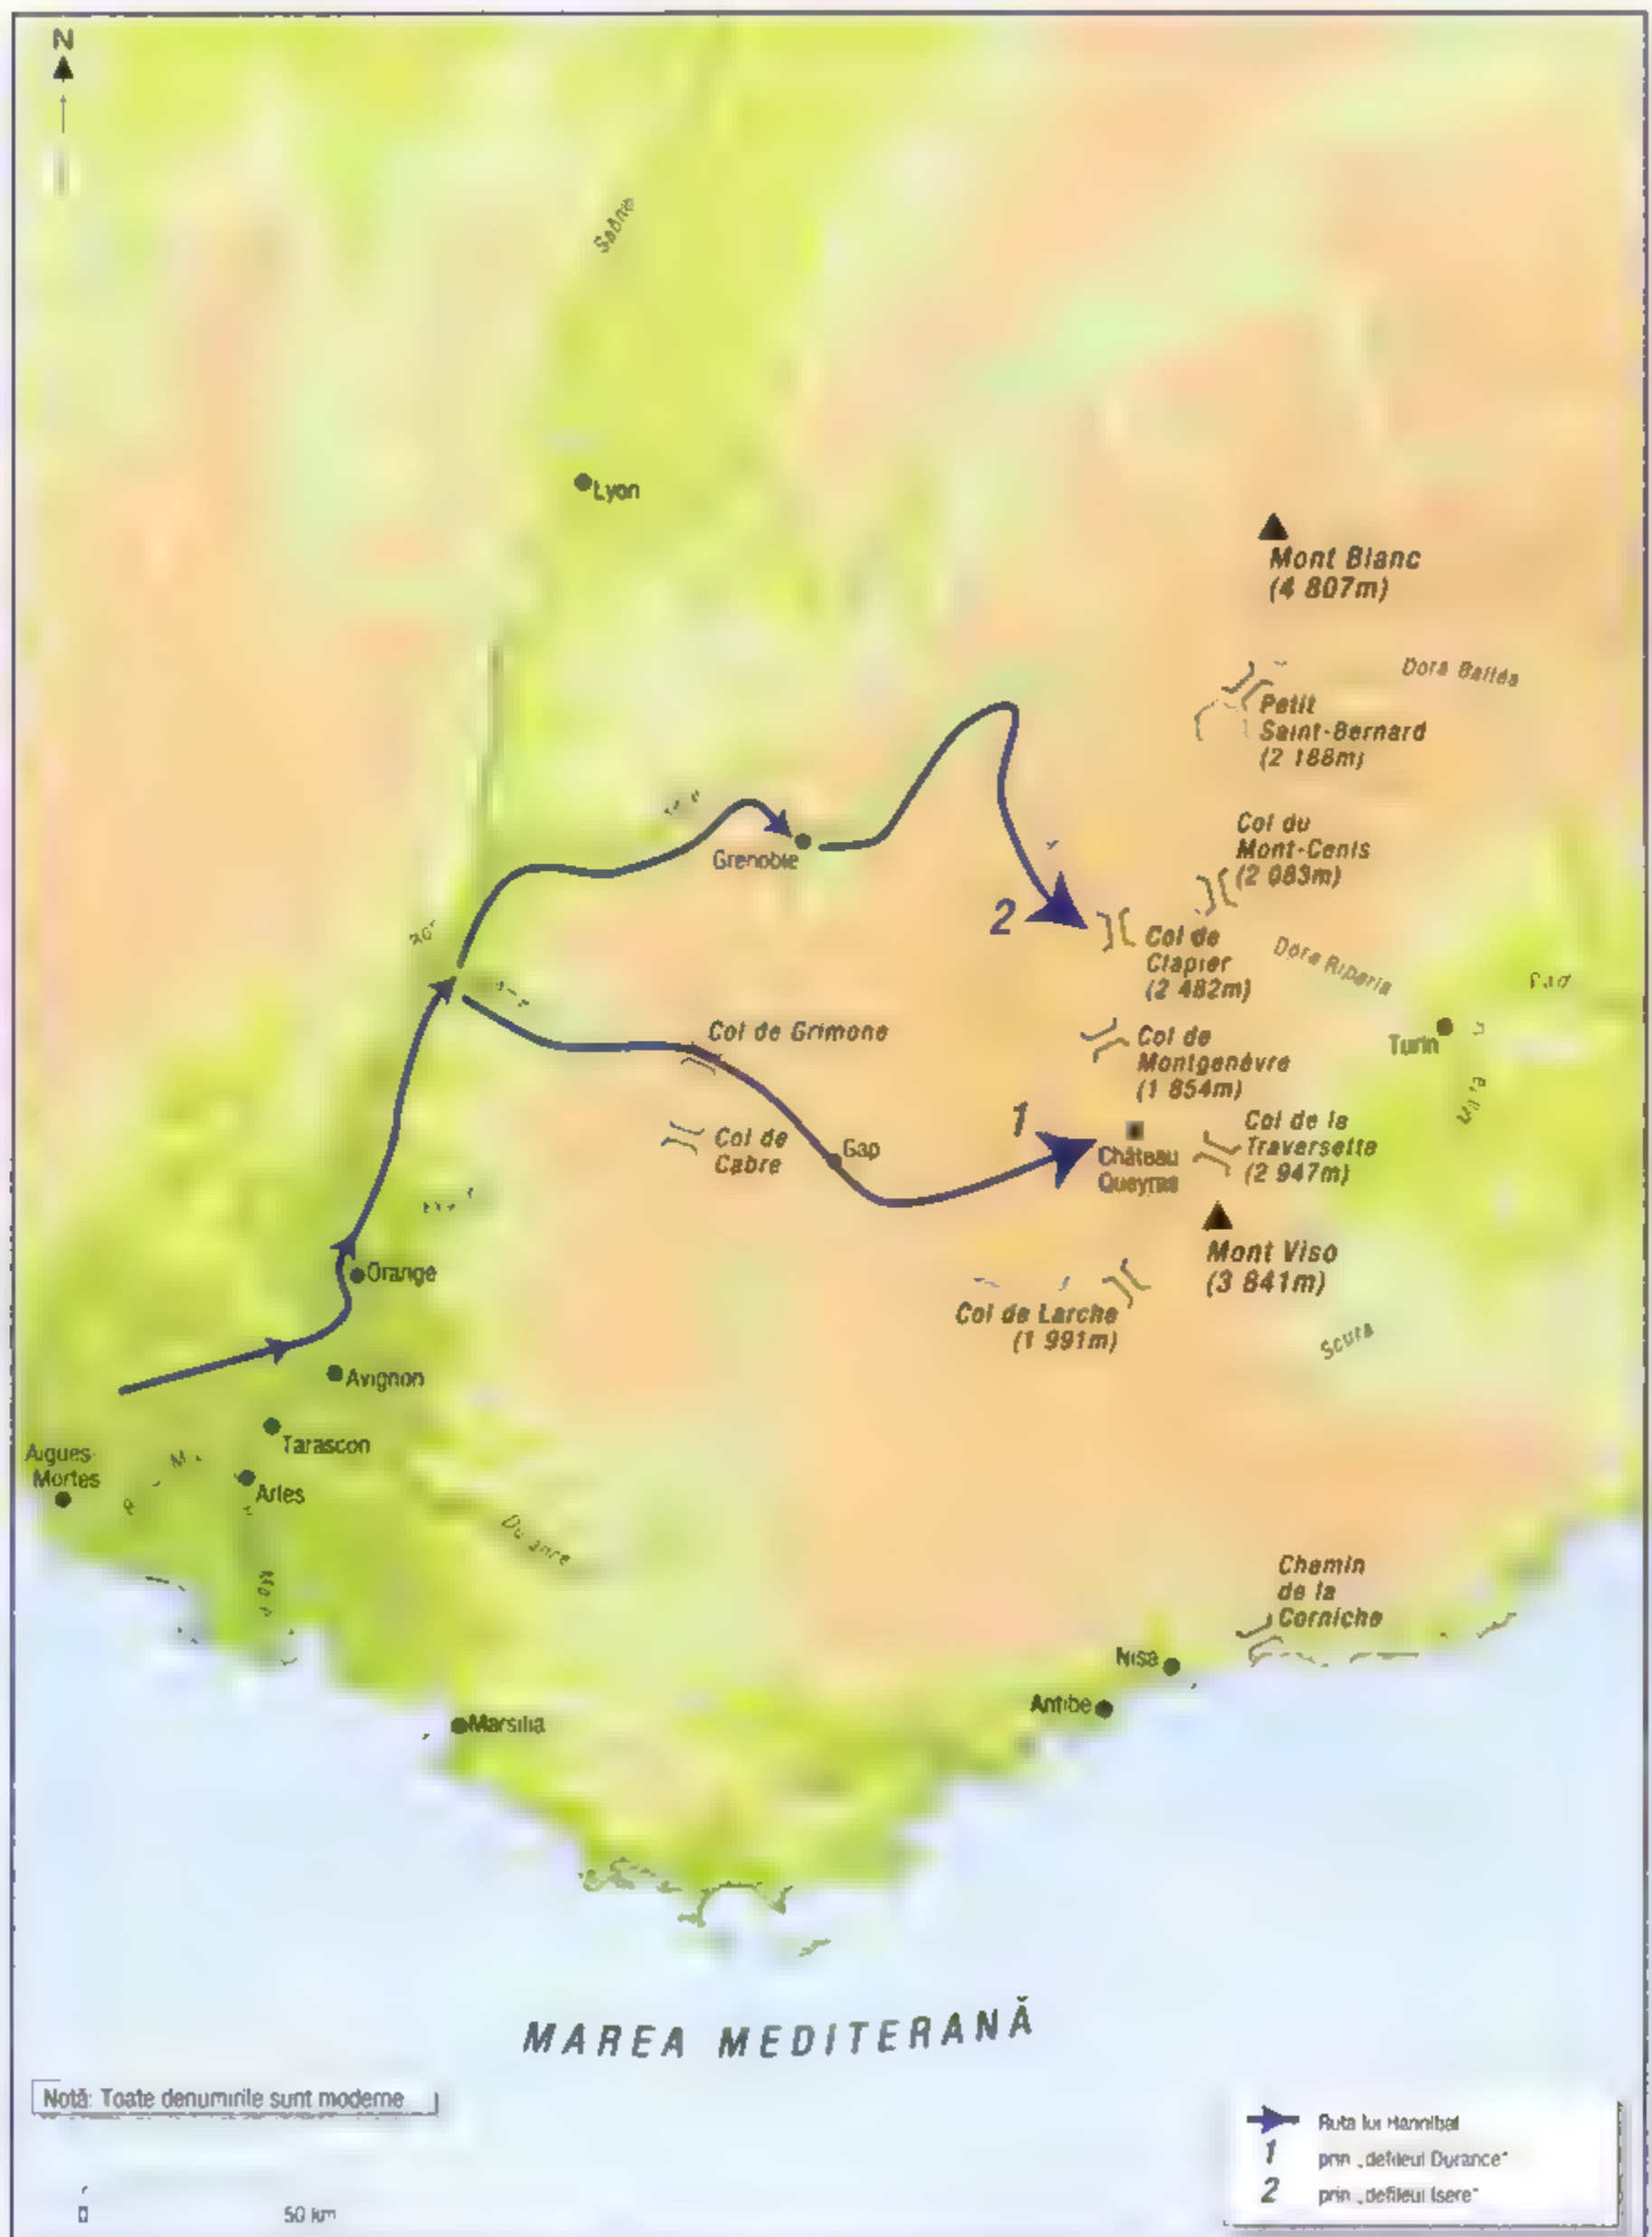 N
Saône
Lyon
Mont Blanc
(4 807m)
Dora Baltéa
Petit
Saint-Bernard
(2 188m)
Col du
Mont-Cenis
(2 083m)
Grenoble
2
Col de
Clapier
(2 482m)
Dora Riparia
Turin
Col de Grimone
Col de
Montgenèvre
(1 854m)
1
Col de
Cabre
Gap
Château
Queyras
Col de la
Traversette
(2 947m)
Orange
Mont Viso
(3 841m)
Col de Larche
(1 991m)
Avignon
Tarascon
Aigues-
Mortes
Arles
Chemin
de la
Corniche
Nisa
Antibe
Marsilia
MAREA MEDITERANĂ
Notă: Toate denumirile sunt moderne
Ruta lui Hannibal
1 prin „defileul Durance”
2 prin „defileul Isere”
0 50 km